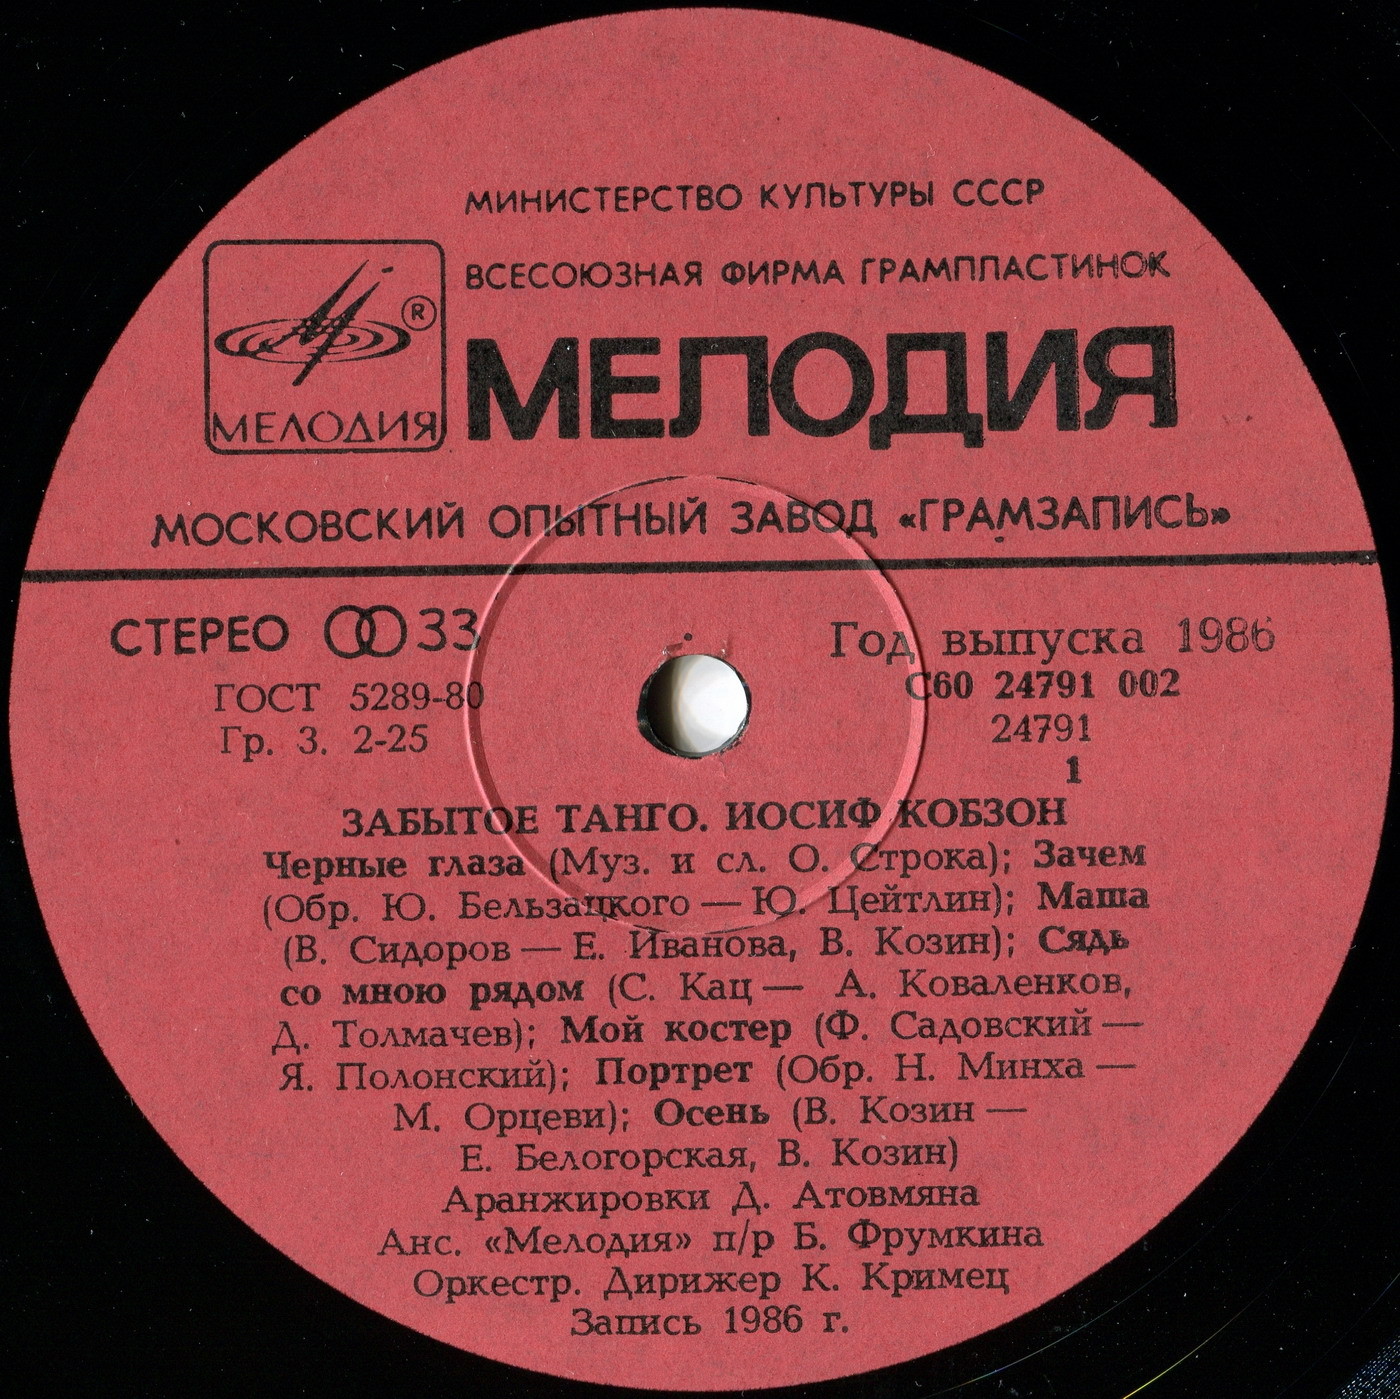 МИНИСТЕРСТВО КУЛЬТУРЫ СССР
ВСЕСОЮЗНАЯ ФИРМА ГРАМПЛАСТИНОК
®
МЕЛОДИЯ
МЕЛОДИЯ
МОСКОВСКИЙ ОПЫТНЫЙ ЗАВОД «ГРАМЗАПИСЬ»
СТЕРЕО 33
ГОСТ 5289-80
Гр. 3. 2-25
Год выпуска 1986
С60 24791 002
24791
1
ЗАБЫТОЕ ТАНГО. ИОСИФ КОБЗОН
Черные глаза (Муз. и сл. О. Строка); Зачем
(Обр. Ю. Бельзацкого — Ю. Цейтлин); Маша
(В. Сидоров — Е. Иванова, В. Козин); Сядь
со мною рядом (С. Кац — А. Коваленков,
Д. Толмачев); Мой костер (Ф. Садовский —
Я. Полонский); Портрет (Обр. Н. Минха —
М. Орцеви); Осень (В. Козин —
Е. Белогорская, В. Козин)
Аранжировки Д. Атовмяна
Анс. «Мелодия» п/р Б. Фрумкина
Оркестр. Дирижер К. Кримец
Запись 1986 г.